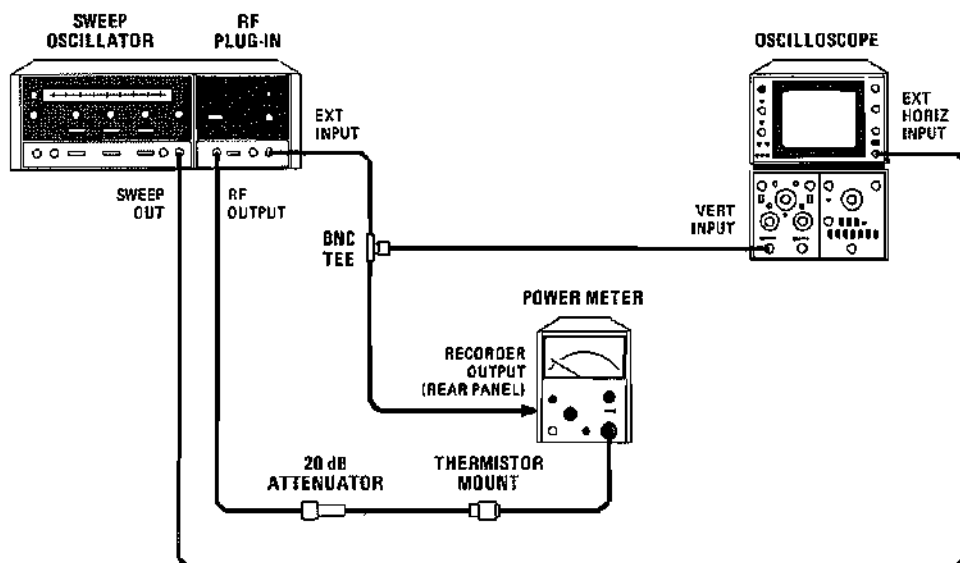 SWEEP
OSCILLATOR
RF
PLUG-IN
OSCILLOSCOPE
EXT
INPUT
EXT
HORIZ
INPUT
SWEEP
OUT
RF
OUTPUT
VERT
INPUT
BNC
TEE
POWER METER
RECORDER
OUTPUT
(REAR PANEL)
20 dB
ATTENUATOR
THERMISTOR
MOUNT